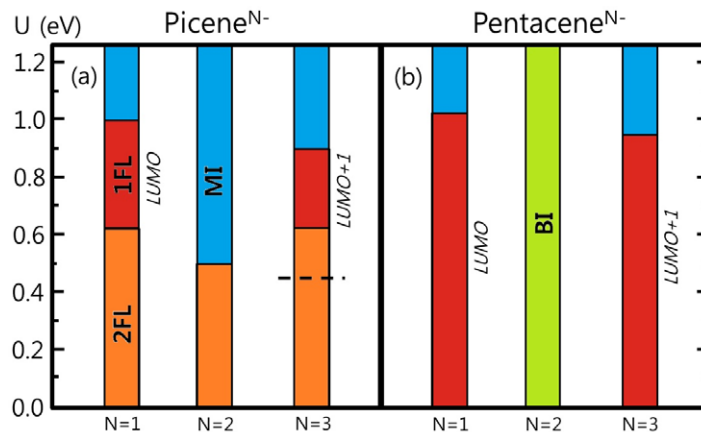 U (eV)
Picene^N-
Pentacene^N-
1.2
1.0
0.8
0.6
0.4
0.2
0.0
(a)
1FL
LUMO
2FL
MI
LUMO+1
(b)
LUMO
BI
LUMO+1
N=1
N=2
N=3
N=1
N=2
N=3